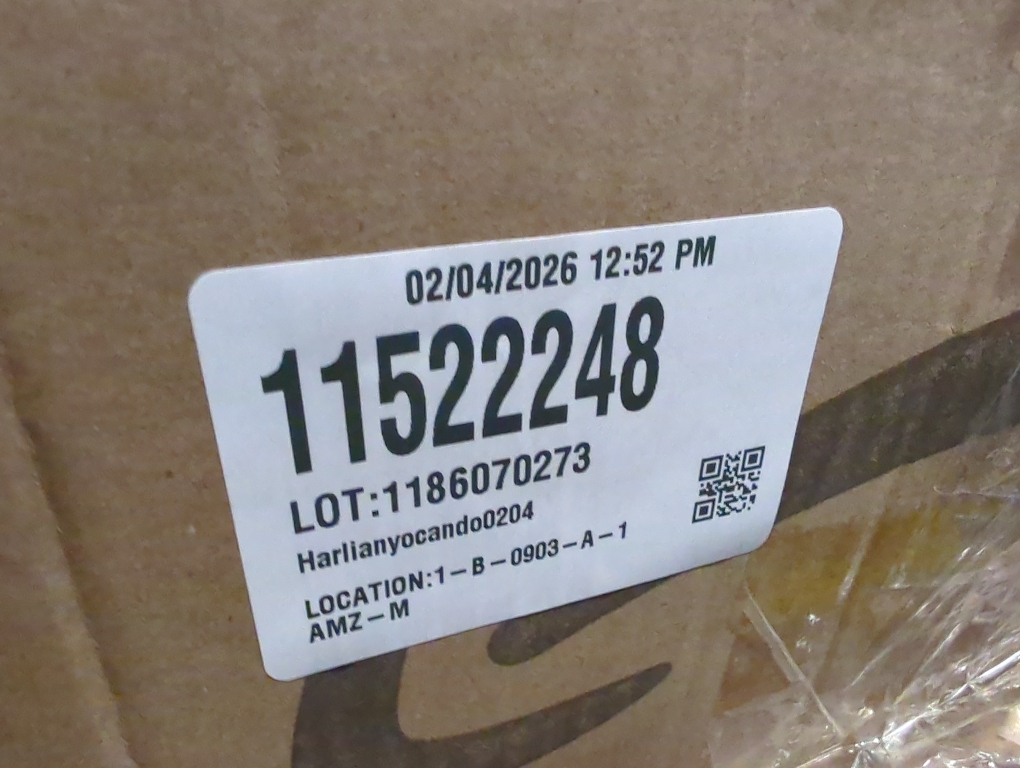 02/04/2026 12:52 PM
11522248
LOT:1186070273
Harlianyocando0204
LOCATION:1-B-0903-A-1
AMZ-M